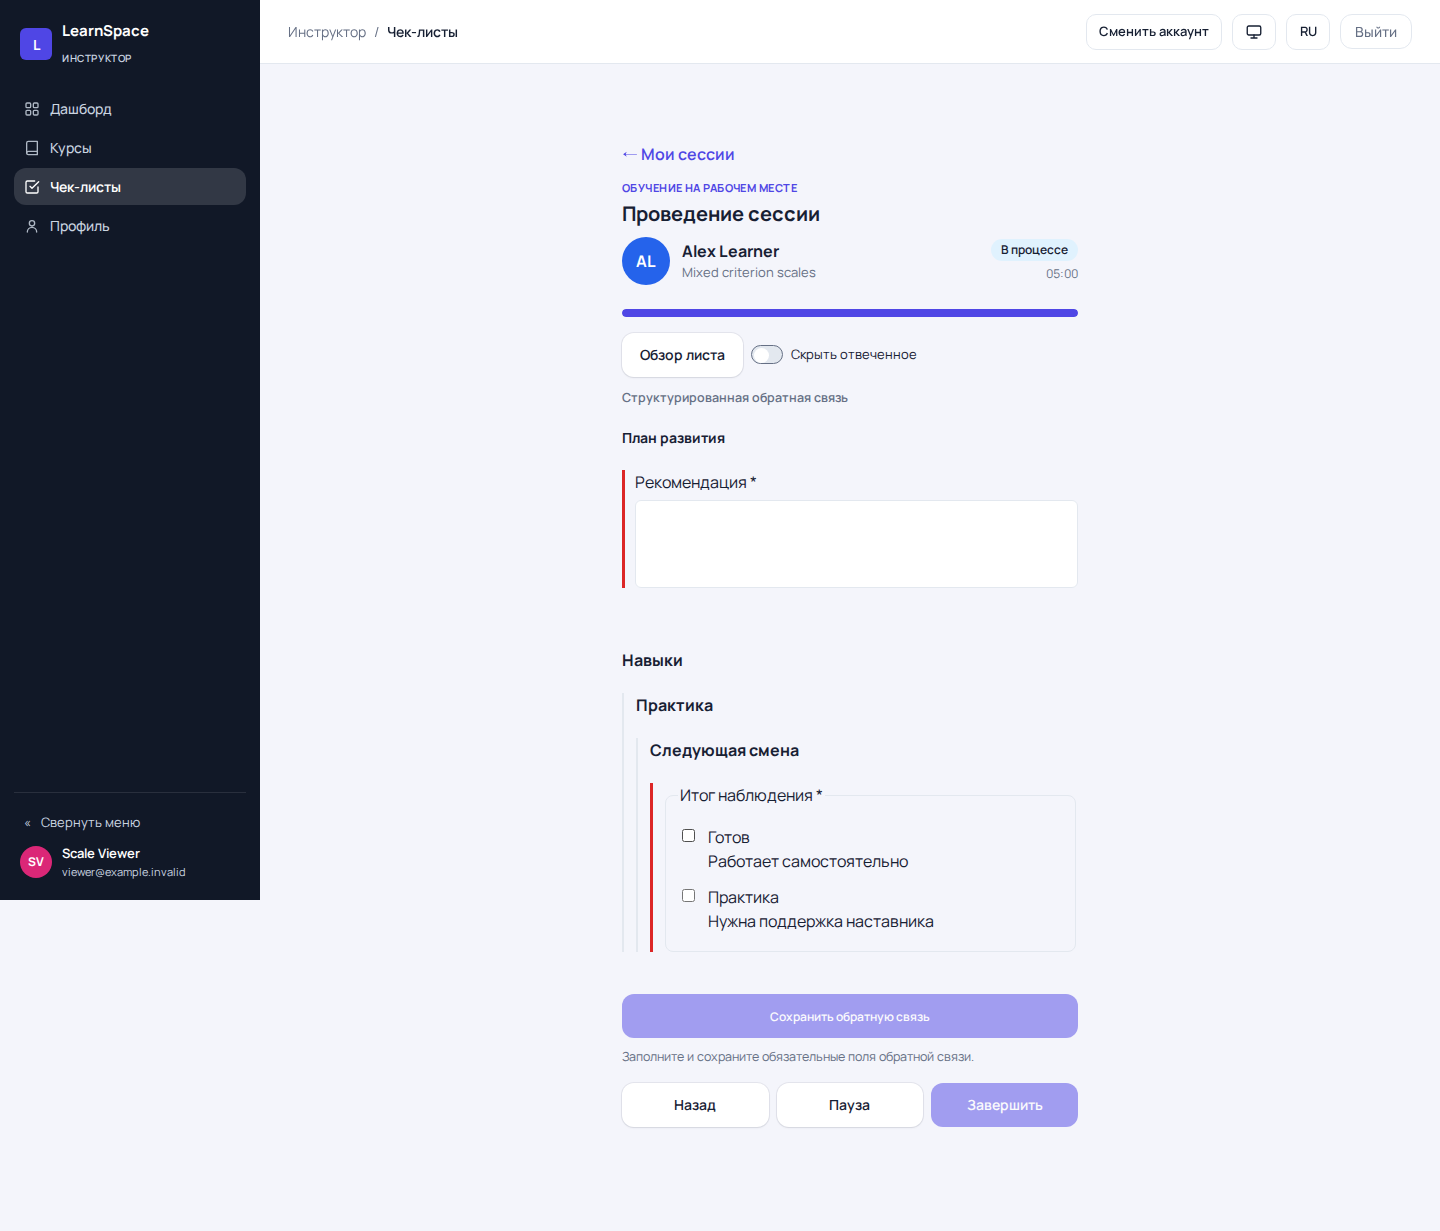 L
LearnSpace
ИНСТРУКТОР
Дашборд
Курсы
Чек-листы
Профиль
« Свернуть меню
SV
Scale Viewer
viewer@example.invalid
Инструктор / Чек-листы
Сменить аккаунт
RU
Выйти
← Мои сессии
ОБУЧЕНИЕ НА РАБОЧЕМ МЕСТЕ
Проведение сессии
AL
Alex Learner
Mixed criterion scales
В процессе
05:00
Обзор листа
Скрыть отвеченное
Структурированная обратная связь
План развития
Рекомендация *
Навыки
Практика
Следующая смена
Итог наблюдения *
Готов
Работает самостоятельно
Практика
Нужна поддержка наставника
Сохранить обратную связь
Заполните и сохраните обязательные поля обратной связи.
Назад
Пауза
Завершить